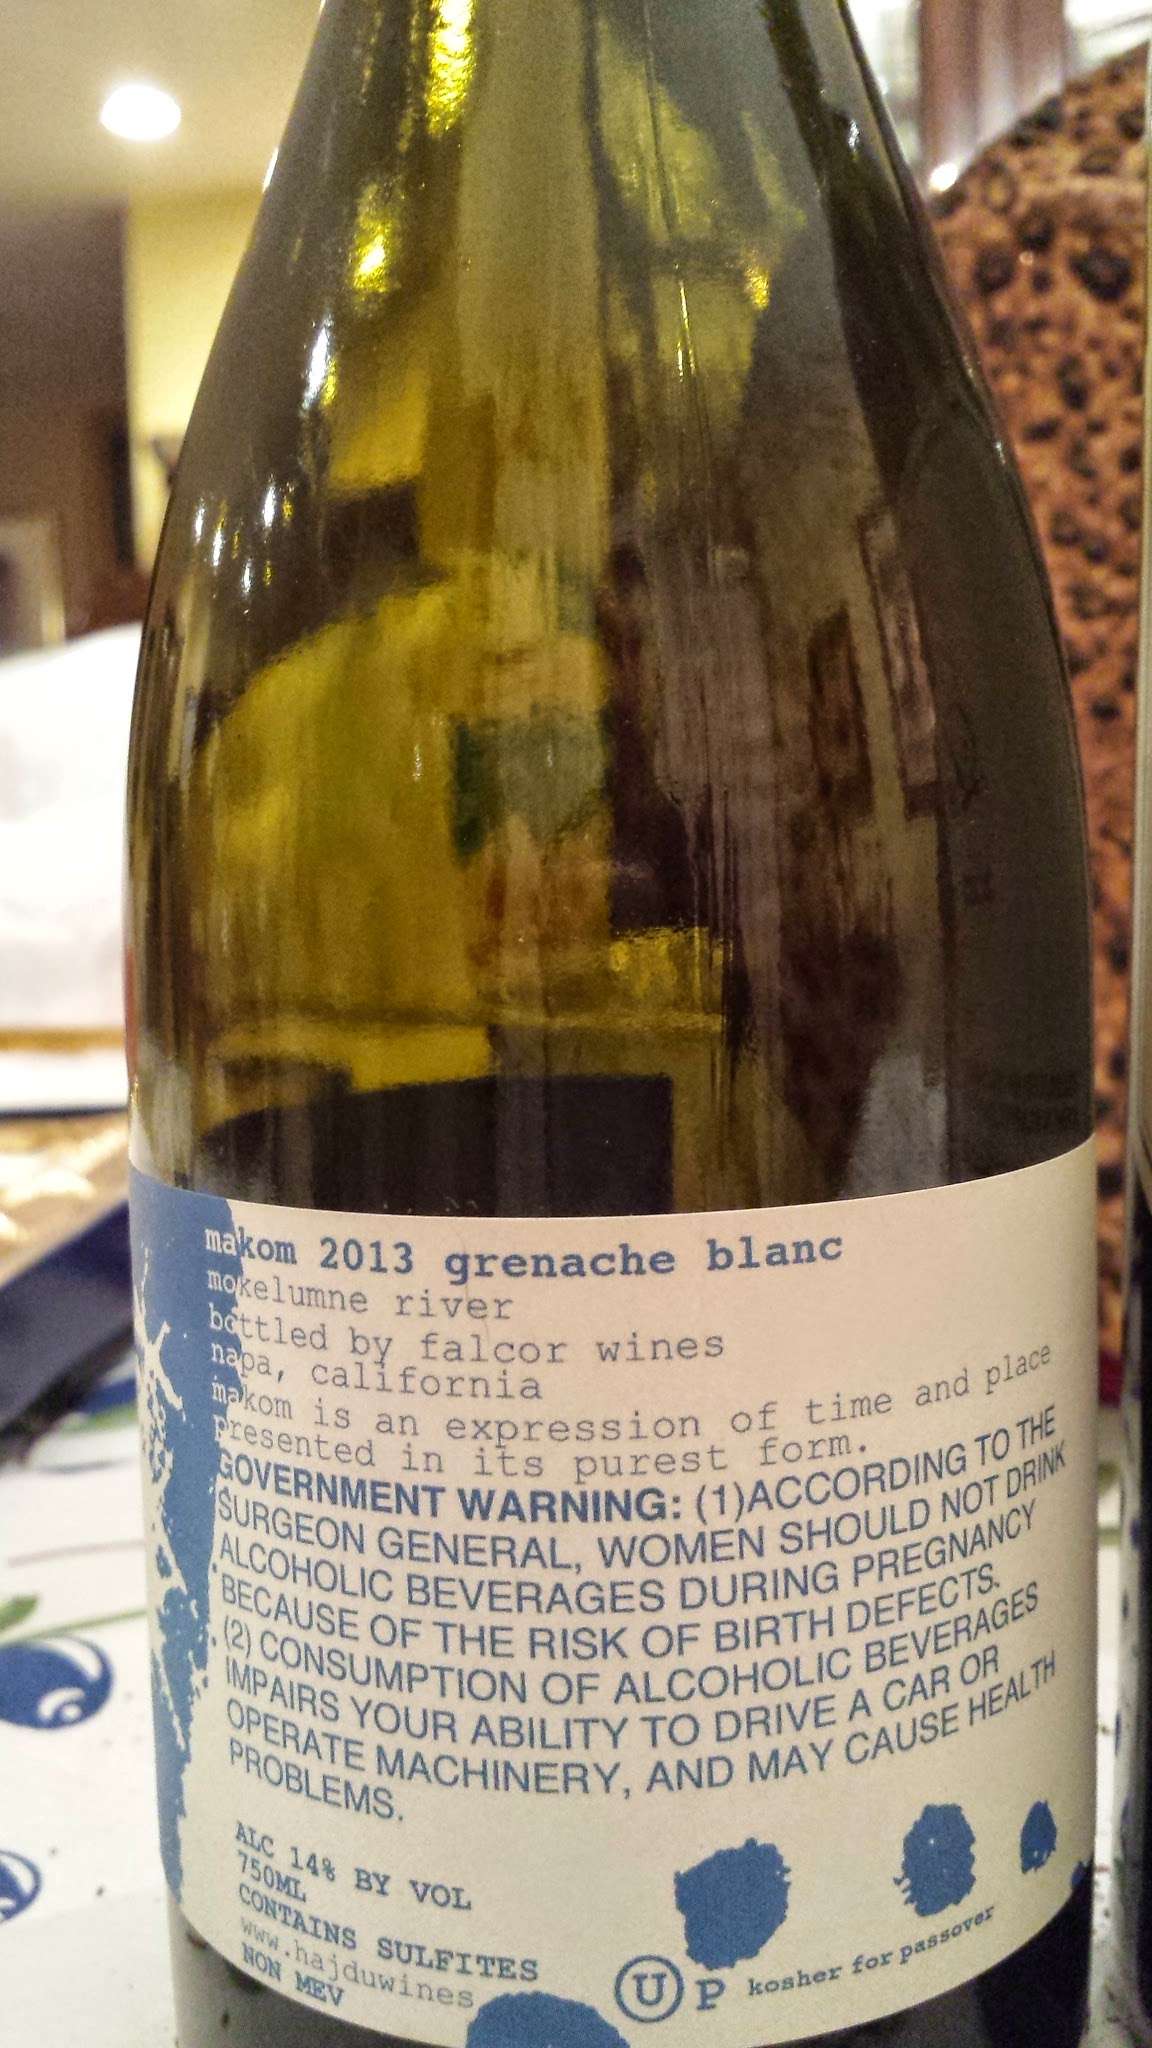 makom 2013 grenache blanc
mokelumne river
bottled by falcor wines
napa, california
makom is an expression of time and place
presented in its purest form.
GOVERNMENT WARNING: (1)ACCORDING TO THE
SURGEON GENERAL, WOMEN SHOULD NOT DRINK
ALCOHOLIC BEVERAGES DURING PREGNANCY
BECAUSE OF THE RISK OF BIRTH DEFECTS.
(2) CONSUMPTION OF ALCOHOLIC BEVERAGES
IMPAIRS YOUR ABILITY TO DRIVE A CAR OR
OPERATE MACHINERY, AND MAY CAUSE HEALTH
PROBLEMS.
ALC 14% BY VOL
750ML
CONTAINS SULFITES
www.hajduwines
NON MEV
U P kosher for passover